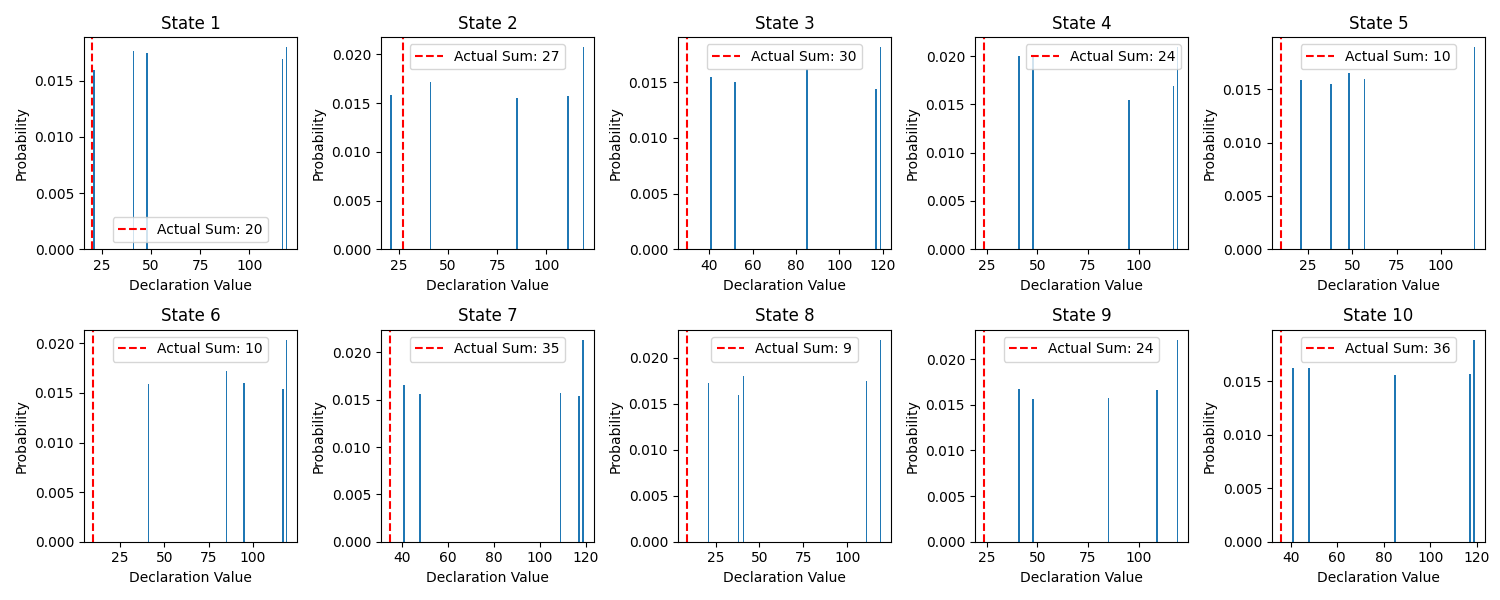 State 1
State 2
State 3
State 4
State 5
Probability
0.015
0.010
0.005
0.000
Actual Sum: 20
25 50 75 100
Declaration Value
Probability
0.020
0.015
0.010
0.005
0.000
Actual Sum: 27
25 50 75 100
Declaration Value
Probability
0.015
0.010
0.005
0.000
Actual Sum: 30
40 60 80 100 120
Declaration Value
Probability
0.020
0.015
0.010
0.005
0.000
Actual Sum: 24
25 50 75 100
Declaration Value
Probability
0.015
0.010
0.005
0.000
Actual Sum: 10
25 50 75 100
Declaration Value
State 6
State 7
State 8
State 9
State 10
Probability
0.020
0.015
0.010
0.005
0.000
Actual Sum: 10
25 50 75 100
Declaration Value
Probability
0.020
0.015
0.010
0.005
0.000
Actual Sum: 35
40 60 80 100 120
Declaration Value
Probability
0.020
0.015
0.010
0.005
0.000
Actual Sum: 9
25 50 75 100
Declaration Value
Probability
0.020
0.015
0.010
0.005
0.000
Actual Sum: 24
25 50 75 100
Declaration Value
Probability
0.015
0.010
0.005
0.000
Actual Sum: 36
40 60 80 100 120
Declaration Value